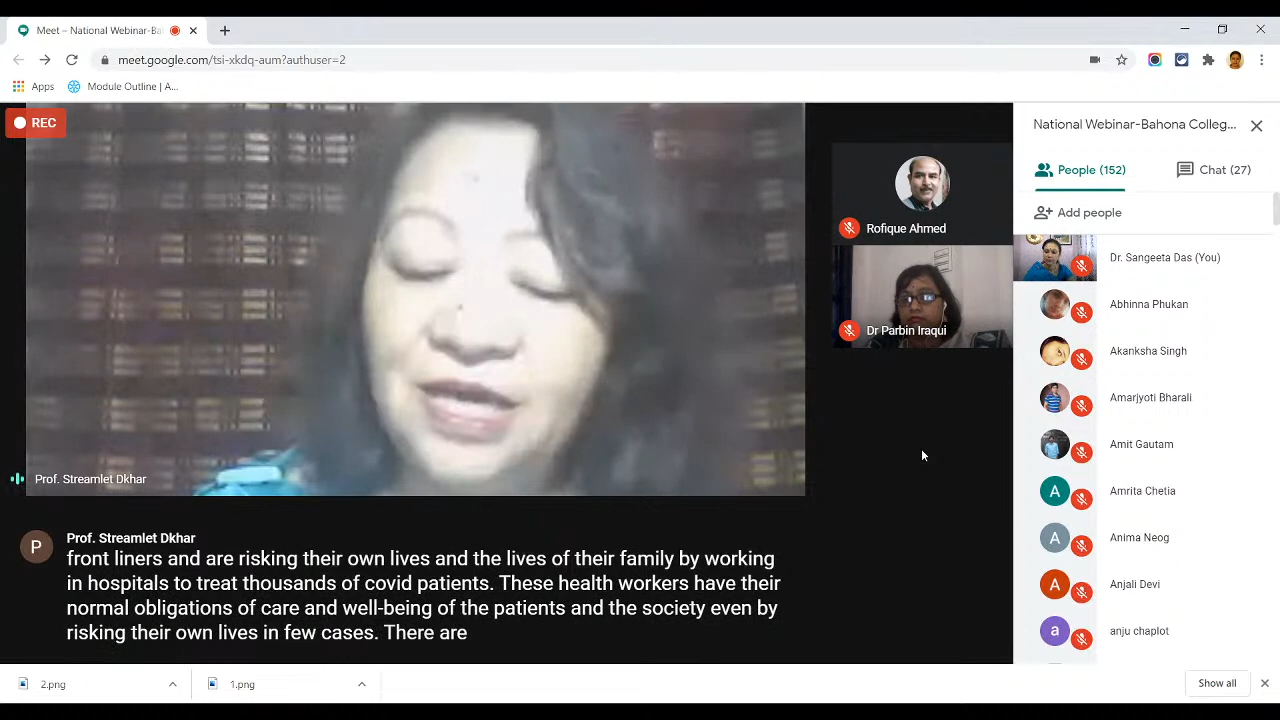 Meet – National Webinar-Ba
meet.google.com/tsi-xkdq-aum?authuser=2
Apps
Module Outline | A...
REC
National Webinar-Bahona Colleg...
People (152)
Chat (27)
Add people
Rofique Ahmed
Dr Parbin Iraqui
Dr. Sangeeta Das (You)
Abhinna Phukan
Akanksha Singh
Amarjyoti Bharali
Amit Gautam
A Amrita Chetia
A Anima Neog
A Anjali Devi
a anju chaplot
Prof. Streamlet Dkhar
P
Prof. Streamlet Dkhar
front liners and are risking their own lives and the lives of their family by working
in hospitals to treat thousands of covid patients. These health workers have their
normal obligations of care and well-being of the patients and the society even by
risking their own lives in few cases. There are
2.png
1.png
Show all